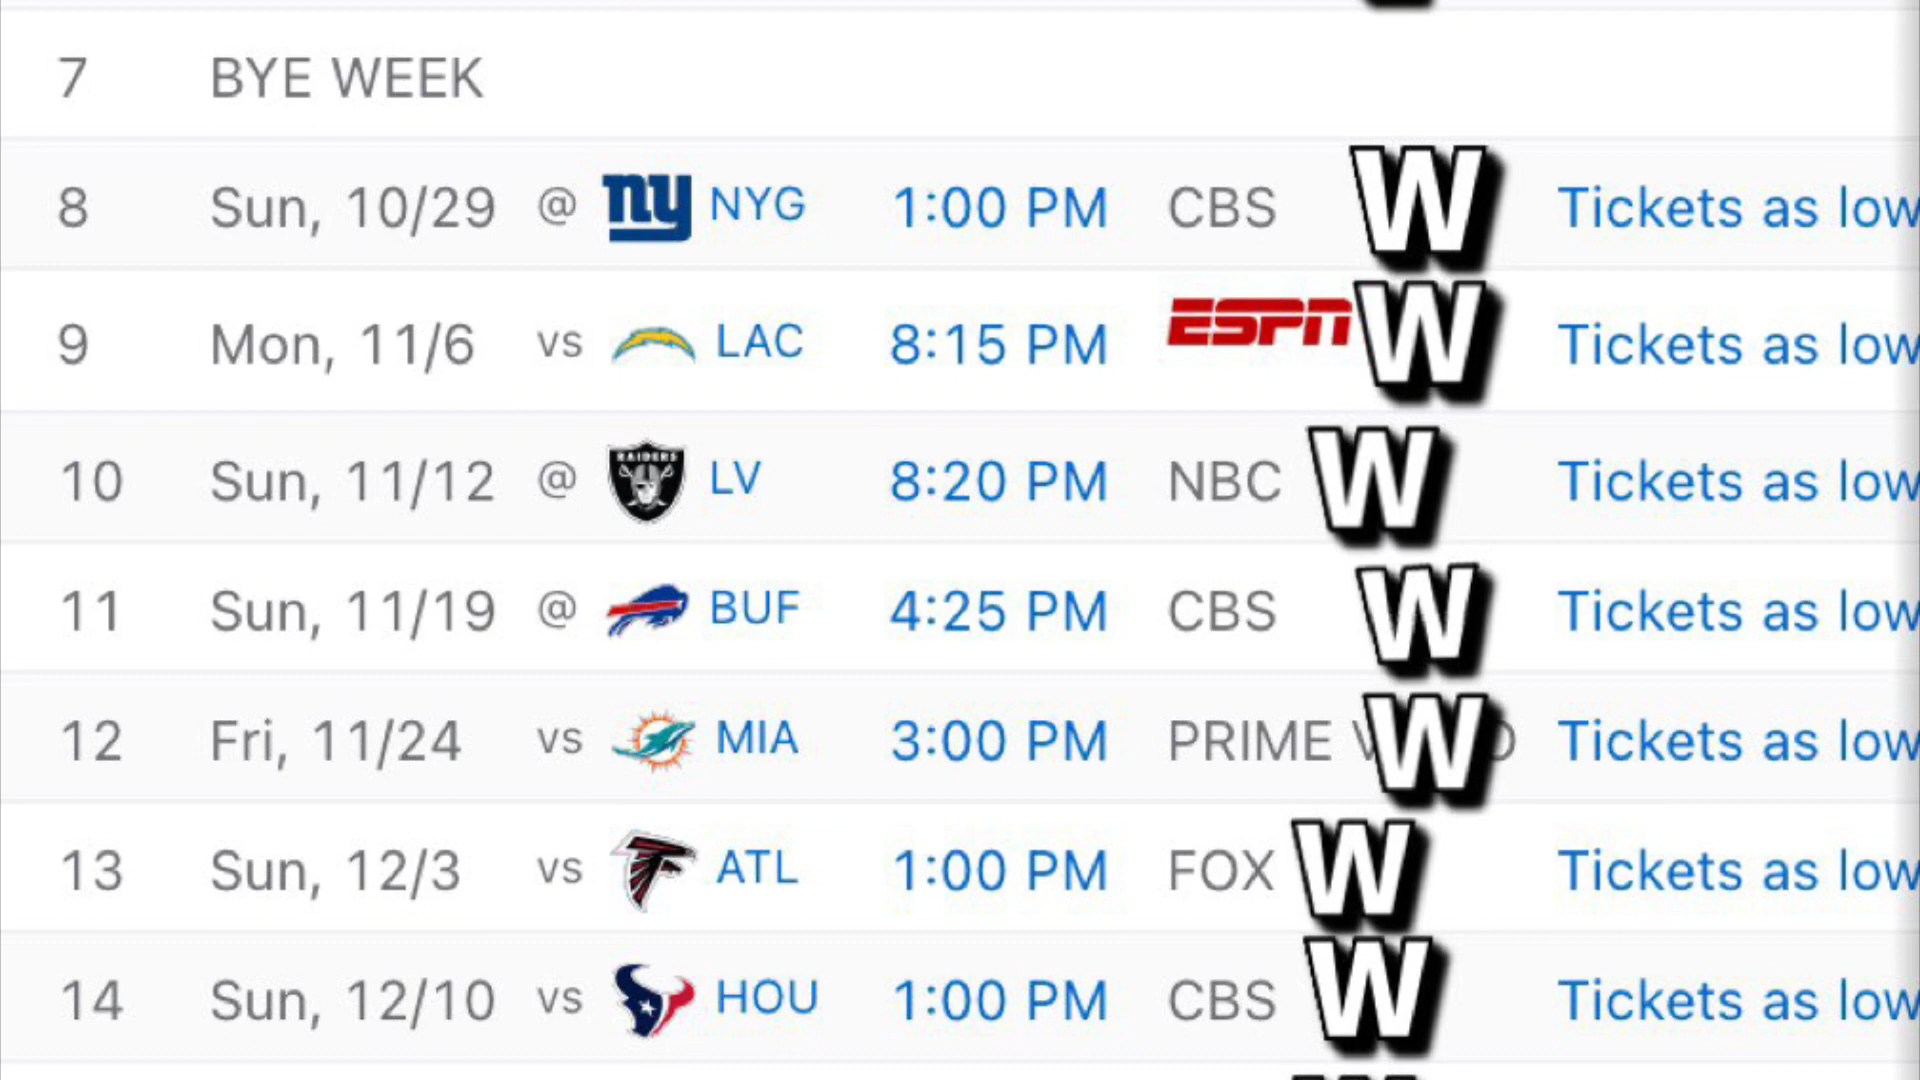 7 BYE WEEK
8 Sun, 10/29 @ ny NYG 1:00 PM CBS W Tickets as low
9 Mon, 11/6 vs LAC 8:15 PM ESPN W Tickets as low
10 Sun, 11/12 @ RAIDERS LV 8:20 PM NBC W Tickets as low
11 Sun, 11/19 @ BUF 4:25 PM CBS W Tickets as low
12 Fri, 11/24 vs MIA 3:00 PM PRIME W Tickets as low
13 Sun, 12/3 vs ATL 1:00 PM FOX W Tickets as low
14 Sun, 12/10 vs HOU 1:00 PM CBS W Tickets as low